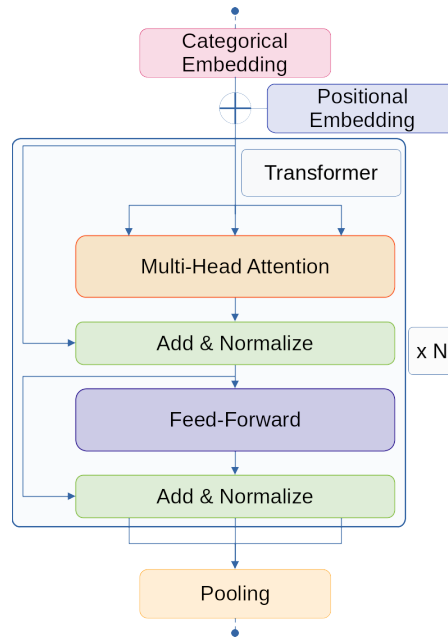 Categorical
Embedding
Positional
Embedding
Transformer
Multi-Head Attention
Add & Normalize
x N
Feed-Forward
Add & Normalize
Pooling